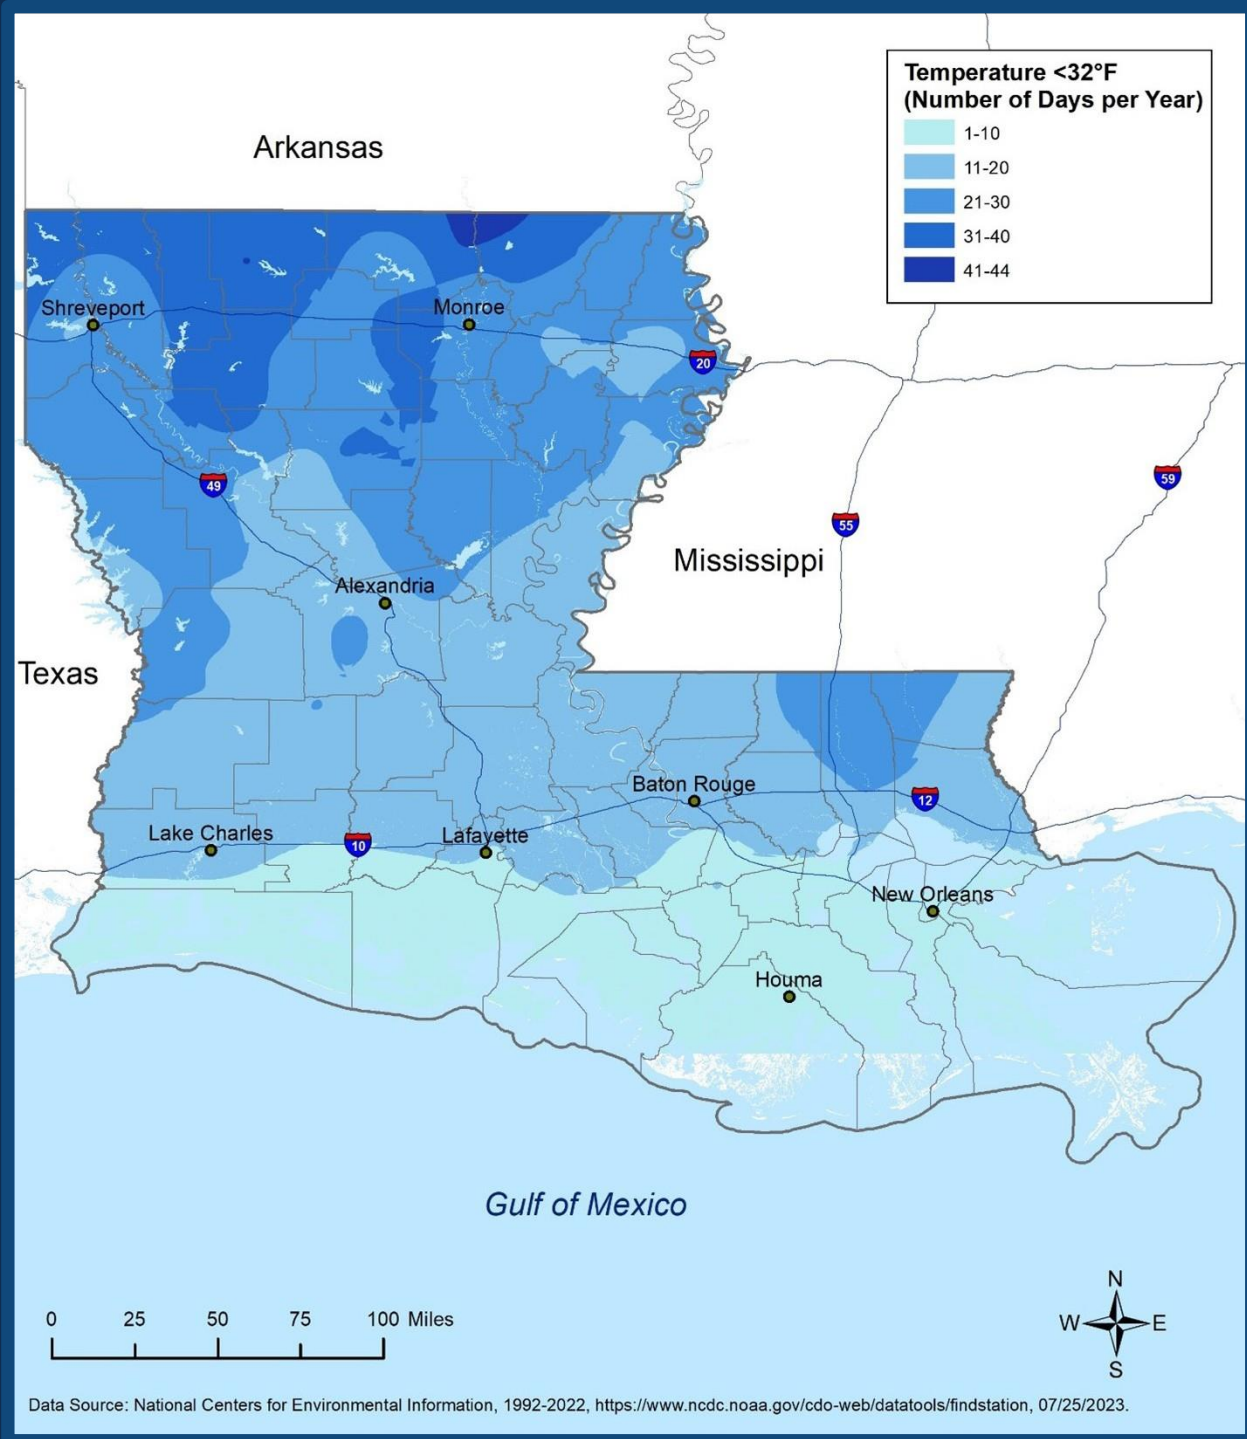 Temperature <32°F
(Number of Days per Year)
1-10
11-20
21-30
31-40
41-44
Arkansas
Shreveport
Monroe
20
49
59
55
Mississippi
Alexandria
Texas
Baton Rouge
12
Lake Charles
10
Lafayette
New Orleans
Houma
Gulf of Mexico
N
W
E
S
0 25 50 75 100 Miles
Data Source: National Centers for Environmental Information, 1992-2022, https://www.ncdc.noaa.gov/cdo-web/datatools/findstation, 07/25/2023.